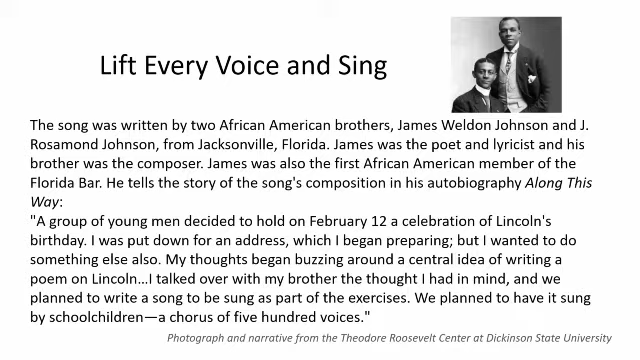 Lift Every Voice and Sing
The song was written by two African American brothers, James Weldon Johnson and J.
Rosamond Johnson, from Jacksonville, Florida. James was the poet and lyricist and his
brother was the composer. James was also the first African American member of the
Florida Bar. He tells the story of the song's composition in his autobiography Along This
Way:
"A group of young men decided to hold on February 12 a celebration of Lincoln's
birthday. I was put down for an address, which I began preparing; but I wanted to do
something else also. My thoughts began buzzing around a central idea of writing a
poem on Lincoln…I talked over with my brother the thought I had in mind, and we
planned to write a song to be sung as part of the exercises. We planned to have it sung
by schoolchildren—a chorus of five hundred voices."
Photograph and narrative from the Theodore Roosevelt Center at Dickinson State University